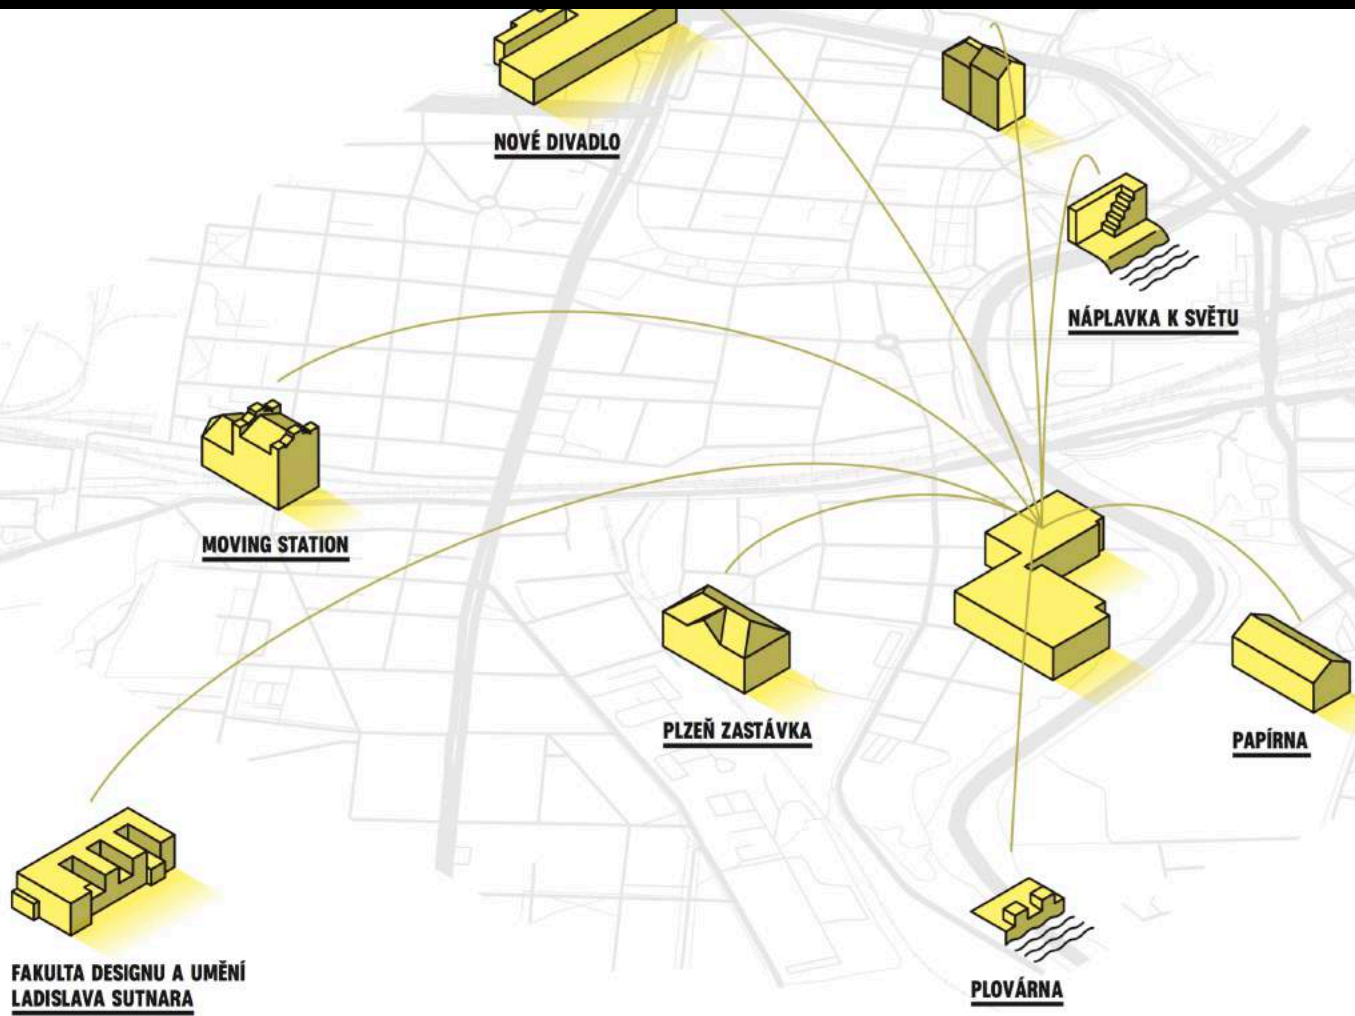 NOVÉ DIVADLO
NÁPLAVKA K SVĚTU
MOVING STATION
PLZEŇ ZASTÁVKA
PAPÍRNA
FAKULTA DESIGNU A UMĚNÍ
LADISLAVA SUTNARA
PLOVÁRNA